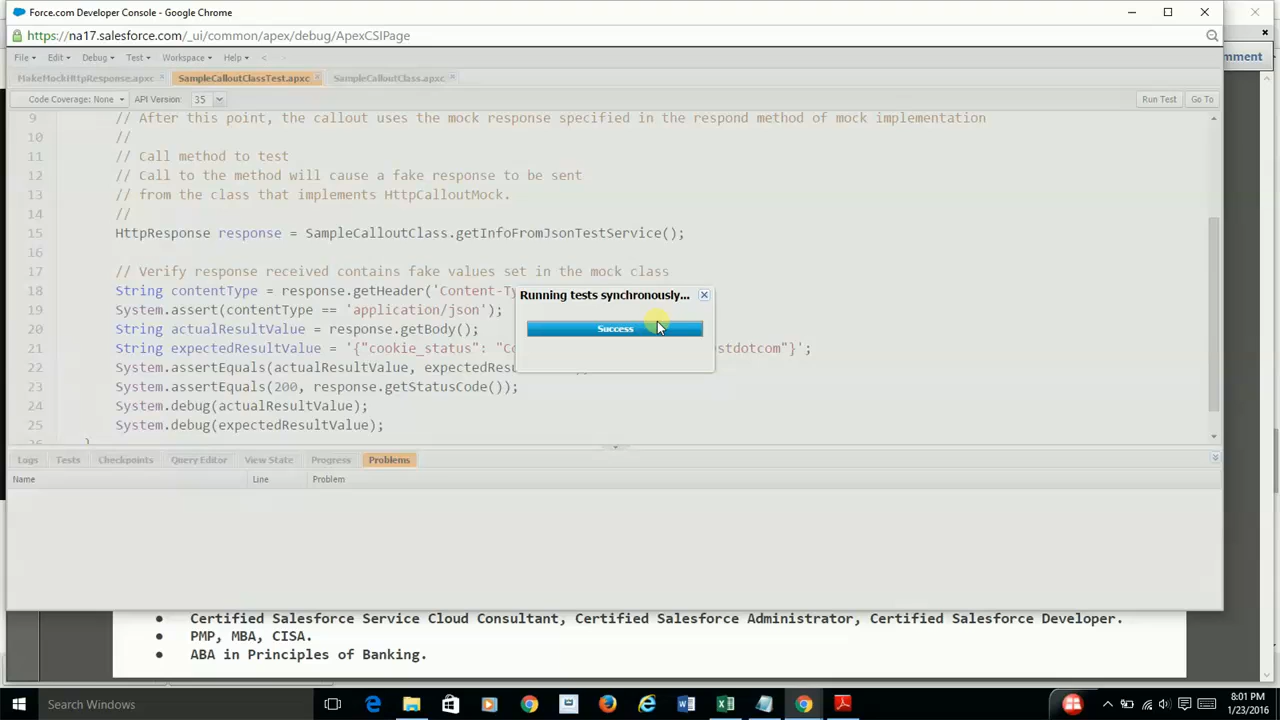 Force.com Developer Console - Google Chrome
https://na17.salesforce.com/_ui/common/apex/debug/ApexCSIPage
mment
File Edit Debug Test Workspace Help < >
MakeMockHttpResponse.apxc SampleCalloutClassTest.apxc SampleCalloutClass.apxc
Code Coverage: None API Version: 35 Run Test Go To
9 // After this point, the callout uses the mock response specified in the respond method of mock implementation
10 //
11 // Call method to test
12 // Call to the method will cause a fake response to be sent
13 // from the class that implements HttpCalloutMock.
14 //
15 HttpResponse response = SampleCalloutClass.getInfoFromJsonTestService();
16
17 // Verify response received contains fake values set in the mock class
18 String contentType = response.getHeader('Content-Ty
19 System.assert(contentType == 'application/json');
20 String actualResultValue = response.getBody();
21 String expectedResultValue = '{"cookie_status": "Co stdotcom"}';
22 System.assertEquals(actualResultValue, expectedResu
23 System.assertEquals(200, response.getStatusCode());
24 System.debug(actualResultValue);
25 System.debug(expectedResultValue);
26 }
Running tests synchronously...
Success
Logs Tests Checkpoints Query Editor View State Progress Problems
Name Line Problem
• Certified Salesforce Service Cloud Consultant, Certified Salesforce Administrator, Certified Salesforce Developer.
• PMP, MBA, CISA.
• ABA in Principles of Banking.
Search Windows
8:01 PM
1/23/2016